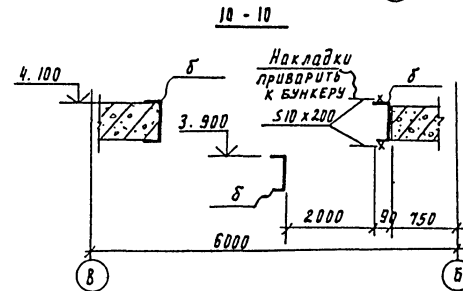 10 - 10
Накладки
приварить
к бункеру
δ
δ
4.100
3.900
S10 x 200
δ
2000
90
750
6000
В
Б